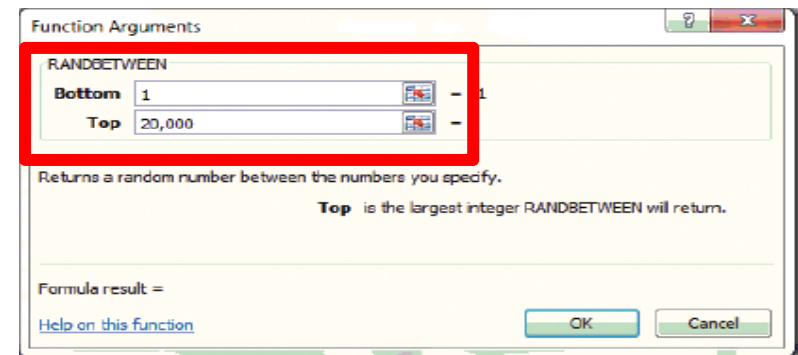 Function Arguments
RANDBETWEEN
Bottom 1 = 1
Top 20,000 =
Returns a random number between the numbers you specify.
Top is the largest integer RANDBETWEEN will return.
Formula result =
Help on this function OK Cancel